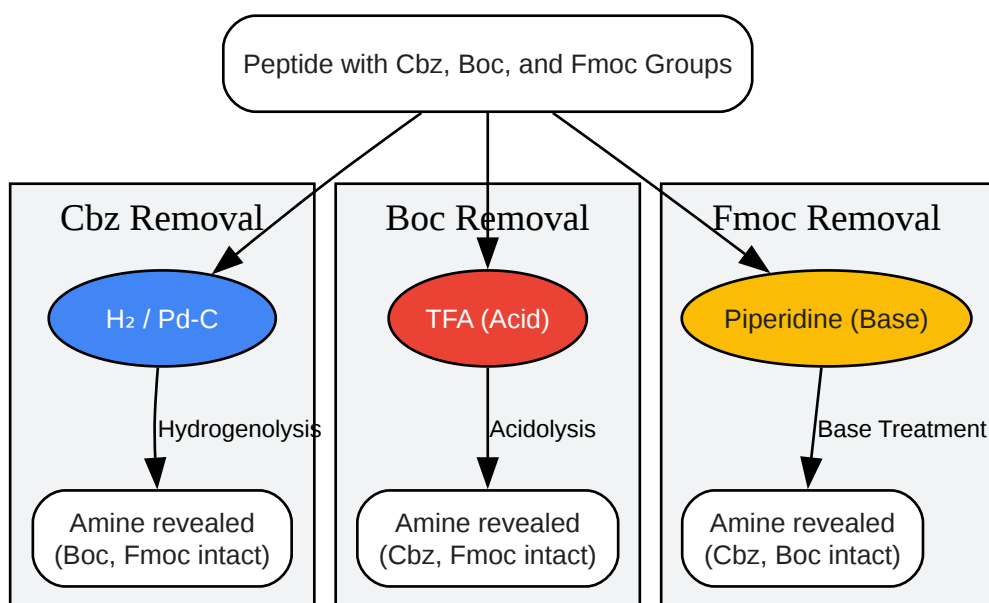 Peptide with Cbz, Boc, and Fmoc Groups
Cbz Removal
Boc Removal
Fmoc Removal
H₂ / Pd-C
TFA (Acid)
Piperidine (Base)
Hydrogenolysis
Acidolysis
Base Treatment
Amine revealed
(Boc, Fmoc intact)
Amine revealed
(Cbz, Fmoc intact)
Amine revealed
(Cbz, Boc intact)